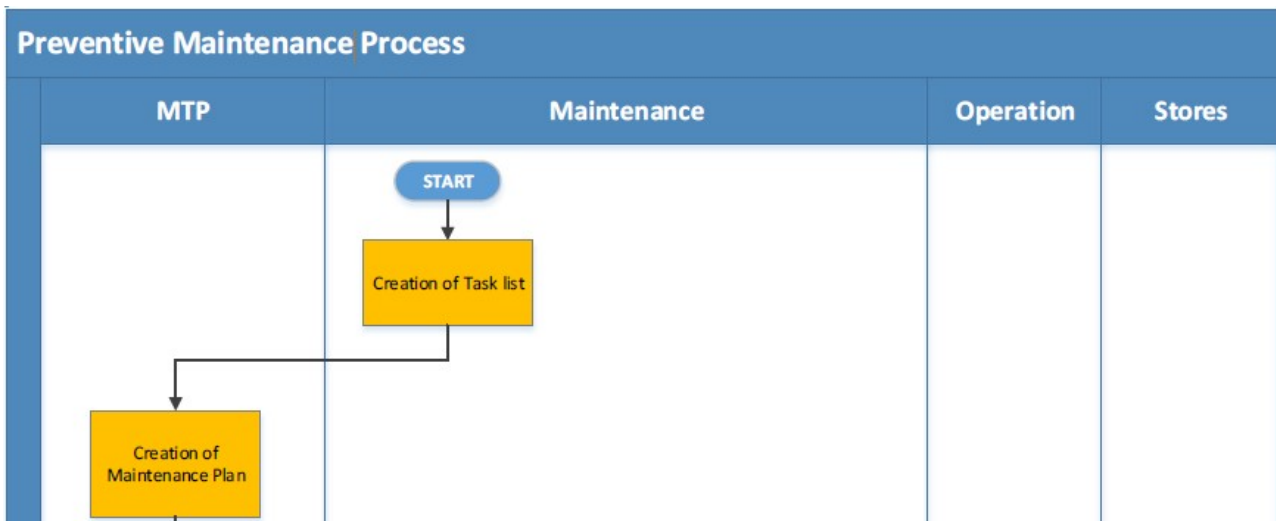 Preventive Maintenance Process
MTP
Maintenance
Operation
Stores
START
Creation of Task list
Creation of
Maintenance Plan